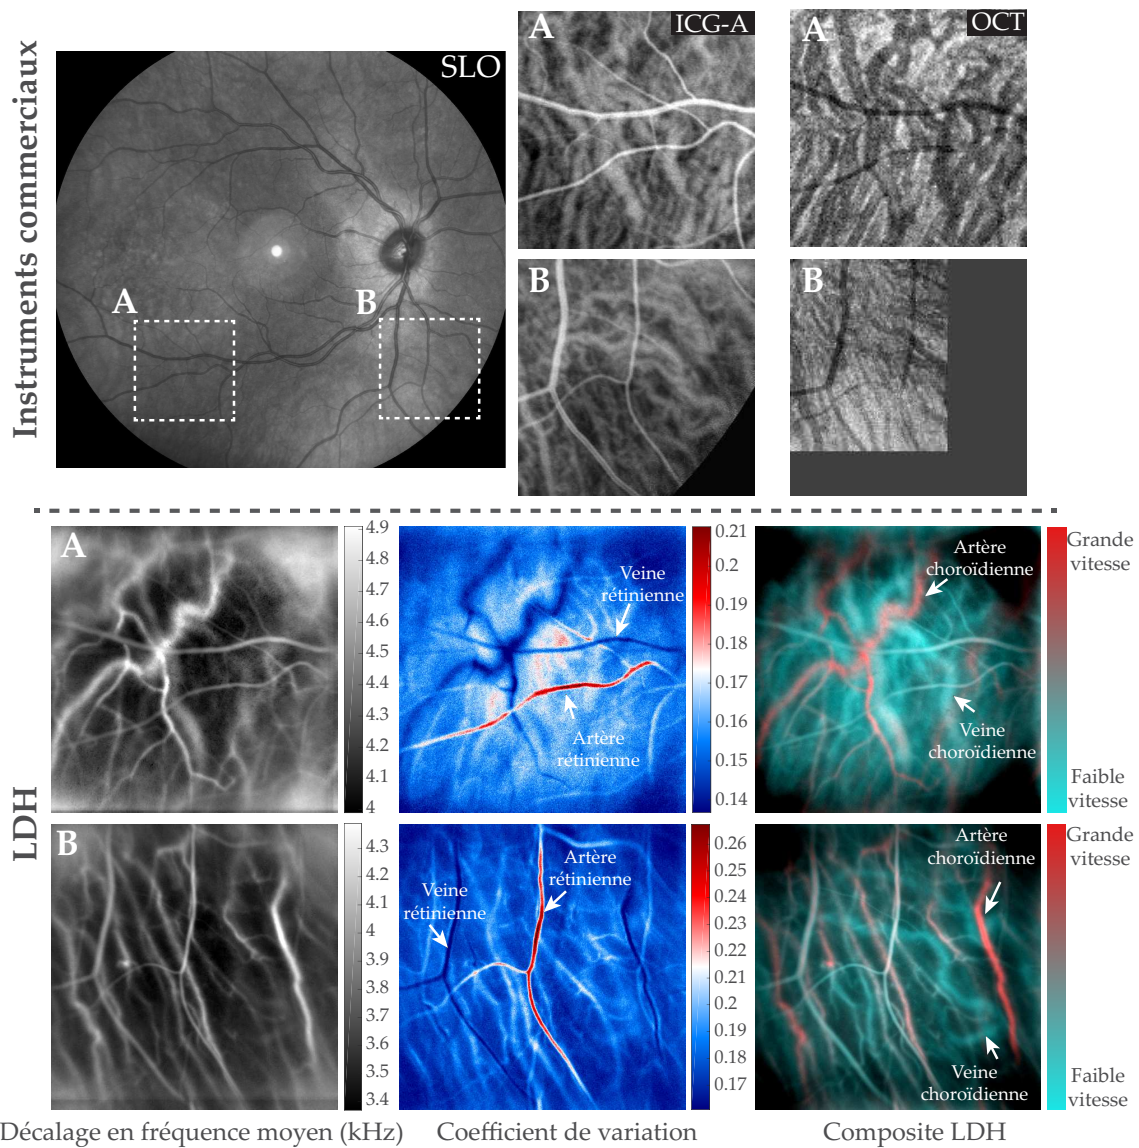 Instruments commerciaux
SLO
A
B
A
ICG-A
A
OCT
B
B
LDH
A
4.9
4.8
4.7
4.6
4.5
4.4
4.3
4.2
4.1
4
Veine
rétinienne
Artère
rétinienne
0.21
0.2
0.19
0.18
0.17
0.16
0.15
0.14
Artère
choroïdienne
Veine
choroïdienne
Grande
vitesse
Faible
vitesse
B
4.3
4.2
4.1
4
3.9
3.8
3.7
3.6
3.5
3.4
Veine
rétinienne
Artère
rétinienne
0.26
0.25
0.24
0.23
0.22
0.21
0.2
0.19
0.18
0.17
Artère
choroïdienne
Veine
choroïdienne
Grande
vitesse
Faible
vitesse
Décalage en fréquence moyen (kHz)
Coefficient de variation
Composite LDH